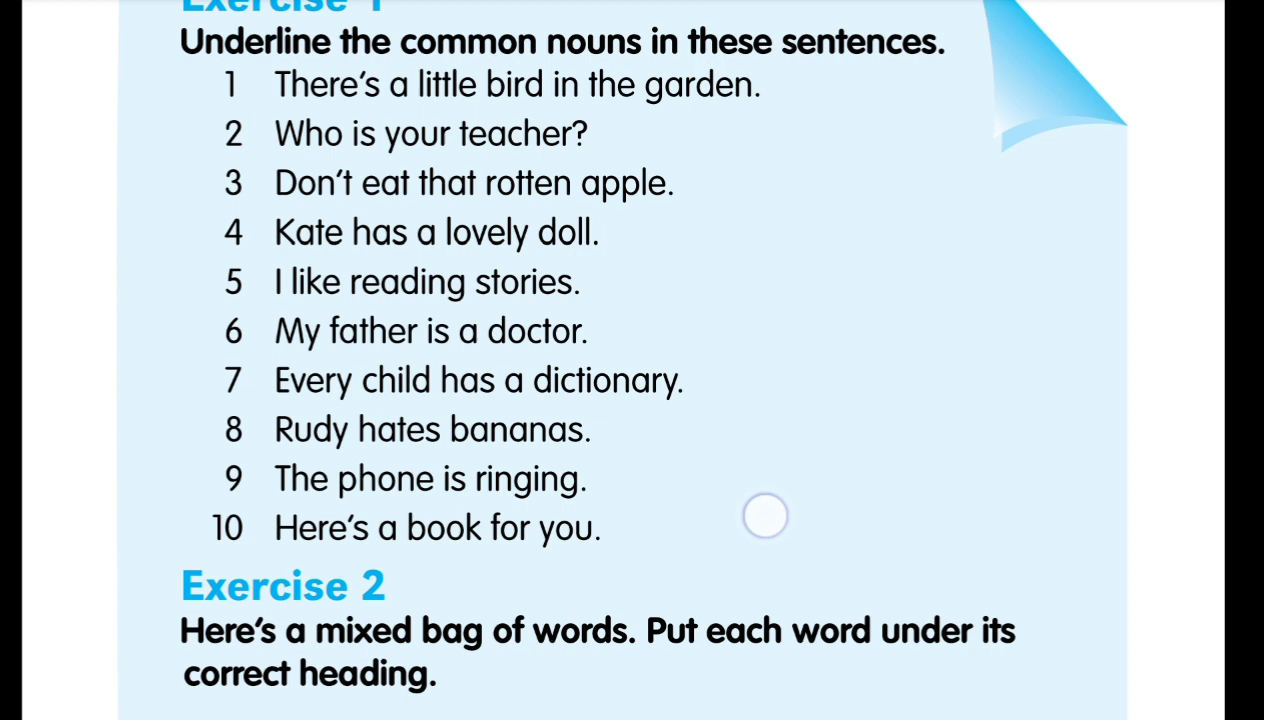 Exercise 1
Underline the common nouns in these sentences.
1 There's a little bird in the garden.
2 Who is your teacher?
3 Don't eat that rotten apple.
4 Kate has a lovely doll.
5 I like reading stories.
6 My father is a doctor.
7 Every child has a dictionary.
8 Rudy hates bananas.
9 The phone is ringing.
10 Here's a book for you.
Exercise 2
Here's a mixed bag of words. Put each word under its
correct heading.